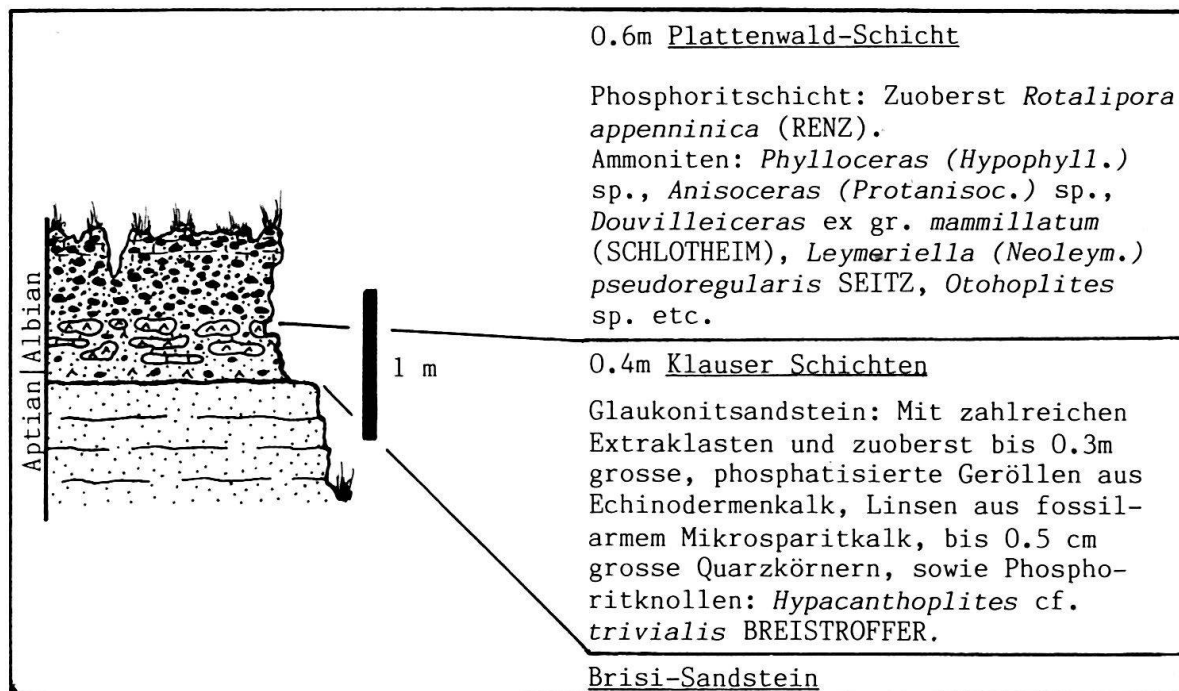 0.6m Plattenwald-Schicht
Phosphoritschicht: Zuoberst Rotalipora
appenninica (RENZ).
Ammoniten: Phylloceras (Hypophyll.)
sp., Anisoceras (Protanisoc.) sp.,
Douvilleiceras ex gr. mammillatum
(SCHLOTHEIM), Leymeriella (Neoleym.)
pseudoregularis SEITZ, Otohoplites
sp. etc.
Aptian | Albian
1 m
0.4m Klauser Schichten
Glaukonitsandstein: Mit zahlreichen
Extraklasten und zuoberst bis 0.3m
grosse, phosphatisierte Geröllen aus
Echinodermenkalk, Linsen aus fossil-
armem Mikrosparitkalk, bis 0.5 cm
grosse Quarzkörnern, sowie Phospho-
ritknollen: Hypacanthoplites cf.
trivialis BREISTROFFER.
Brisi-Sandstein